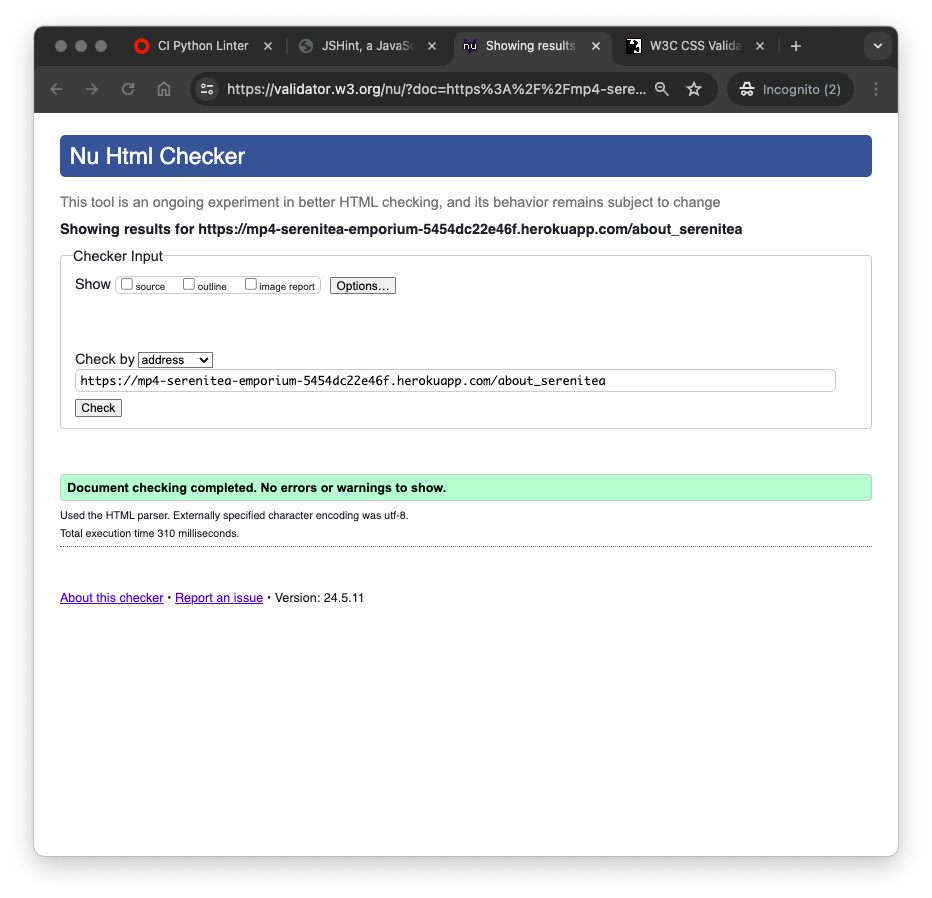 CI Python Linter
JSHint, a JavaSc
nu Showing results
W3C CSS Valida
https://validator.w3.org/nu/?doc=https%3A%2F%2Fmp4-sere...
Incognito (2)
Nu Html Checker
This tool is an ongoing experiment in better HTML checking, and its behavior remains subject to change
Showing results for https://mp4-serenitea-emporium-5454dc22e46f.herokuapp.com/about_serenitea
Checker Input
Show source outline image report Options...
Check by address
https://mp4-serenitea-emporium-5454dc22e46f.herokuapp.com/about_serenitea
Check
Document checking completed. No errors or warnings to show.
Used the HTML parser. Externally specified character encoding was utf-8.
Total execution time 310 milliseconds.
About this checker • Report an issue • Version: 24.5.11